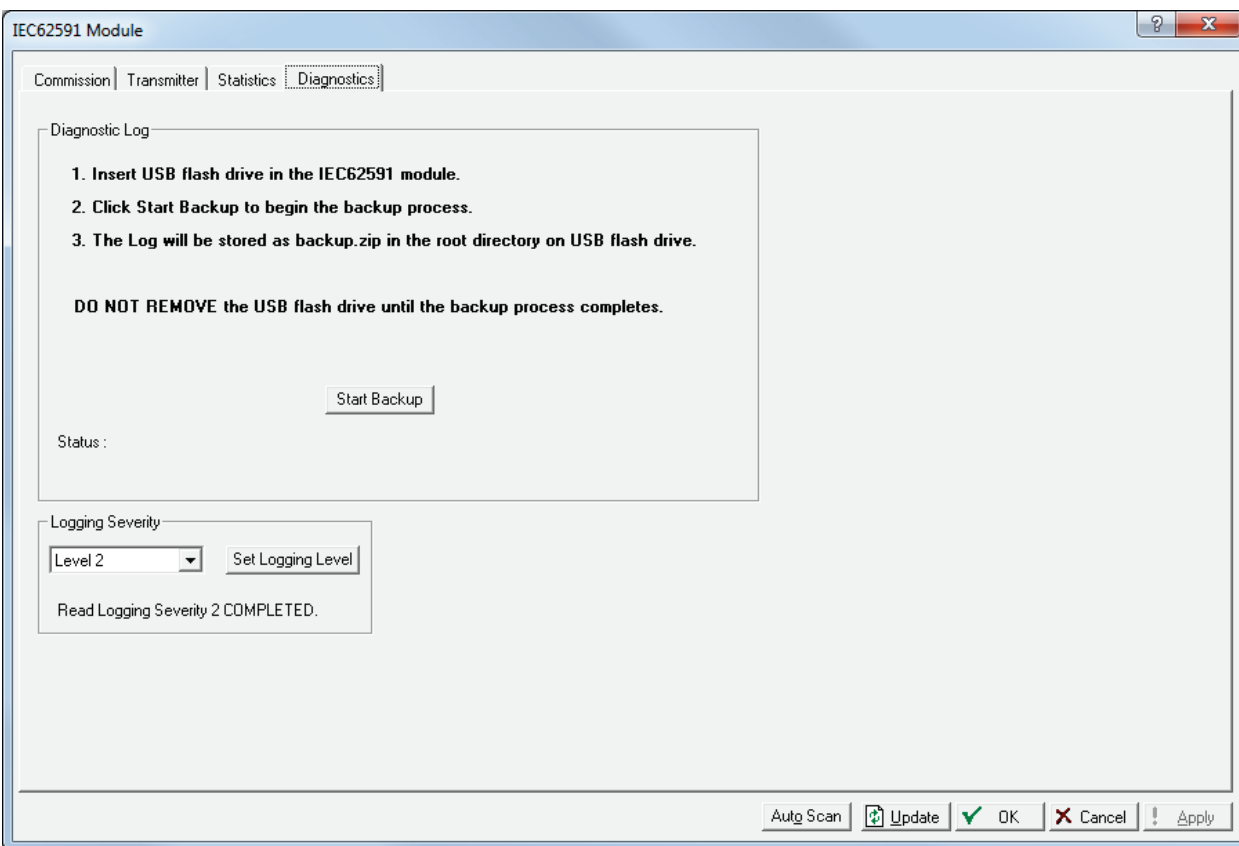 IEC62591 Module
?
X
Commission Transmitter Statistics Diagnostics
Diagnostic Log
1. Insert USB flash drive in the IEC62591 module.
2. Click Start Backup to begin the backup process.
3. The Log will be stored as backup.zip in the root directory on USB flash drive.
DO NOT REMOVE the USB flash drive until the backup process completes.
Start Backup
Status :
Logging Severity
Level 2 Set Logging Level
Read Logging Severity 2 COMPLETED.
Auto Scan Update OK Cancel ! Apply